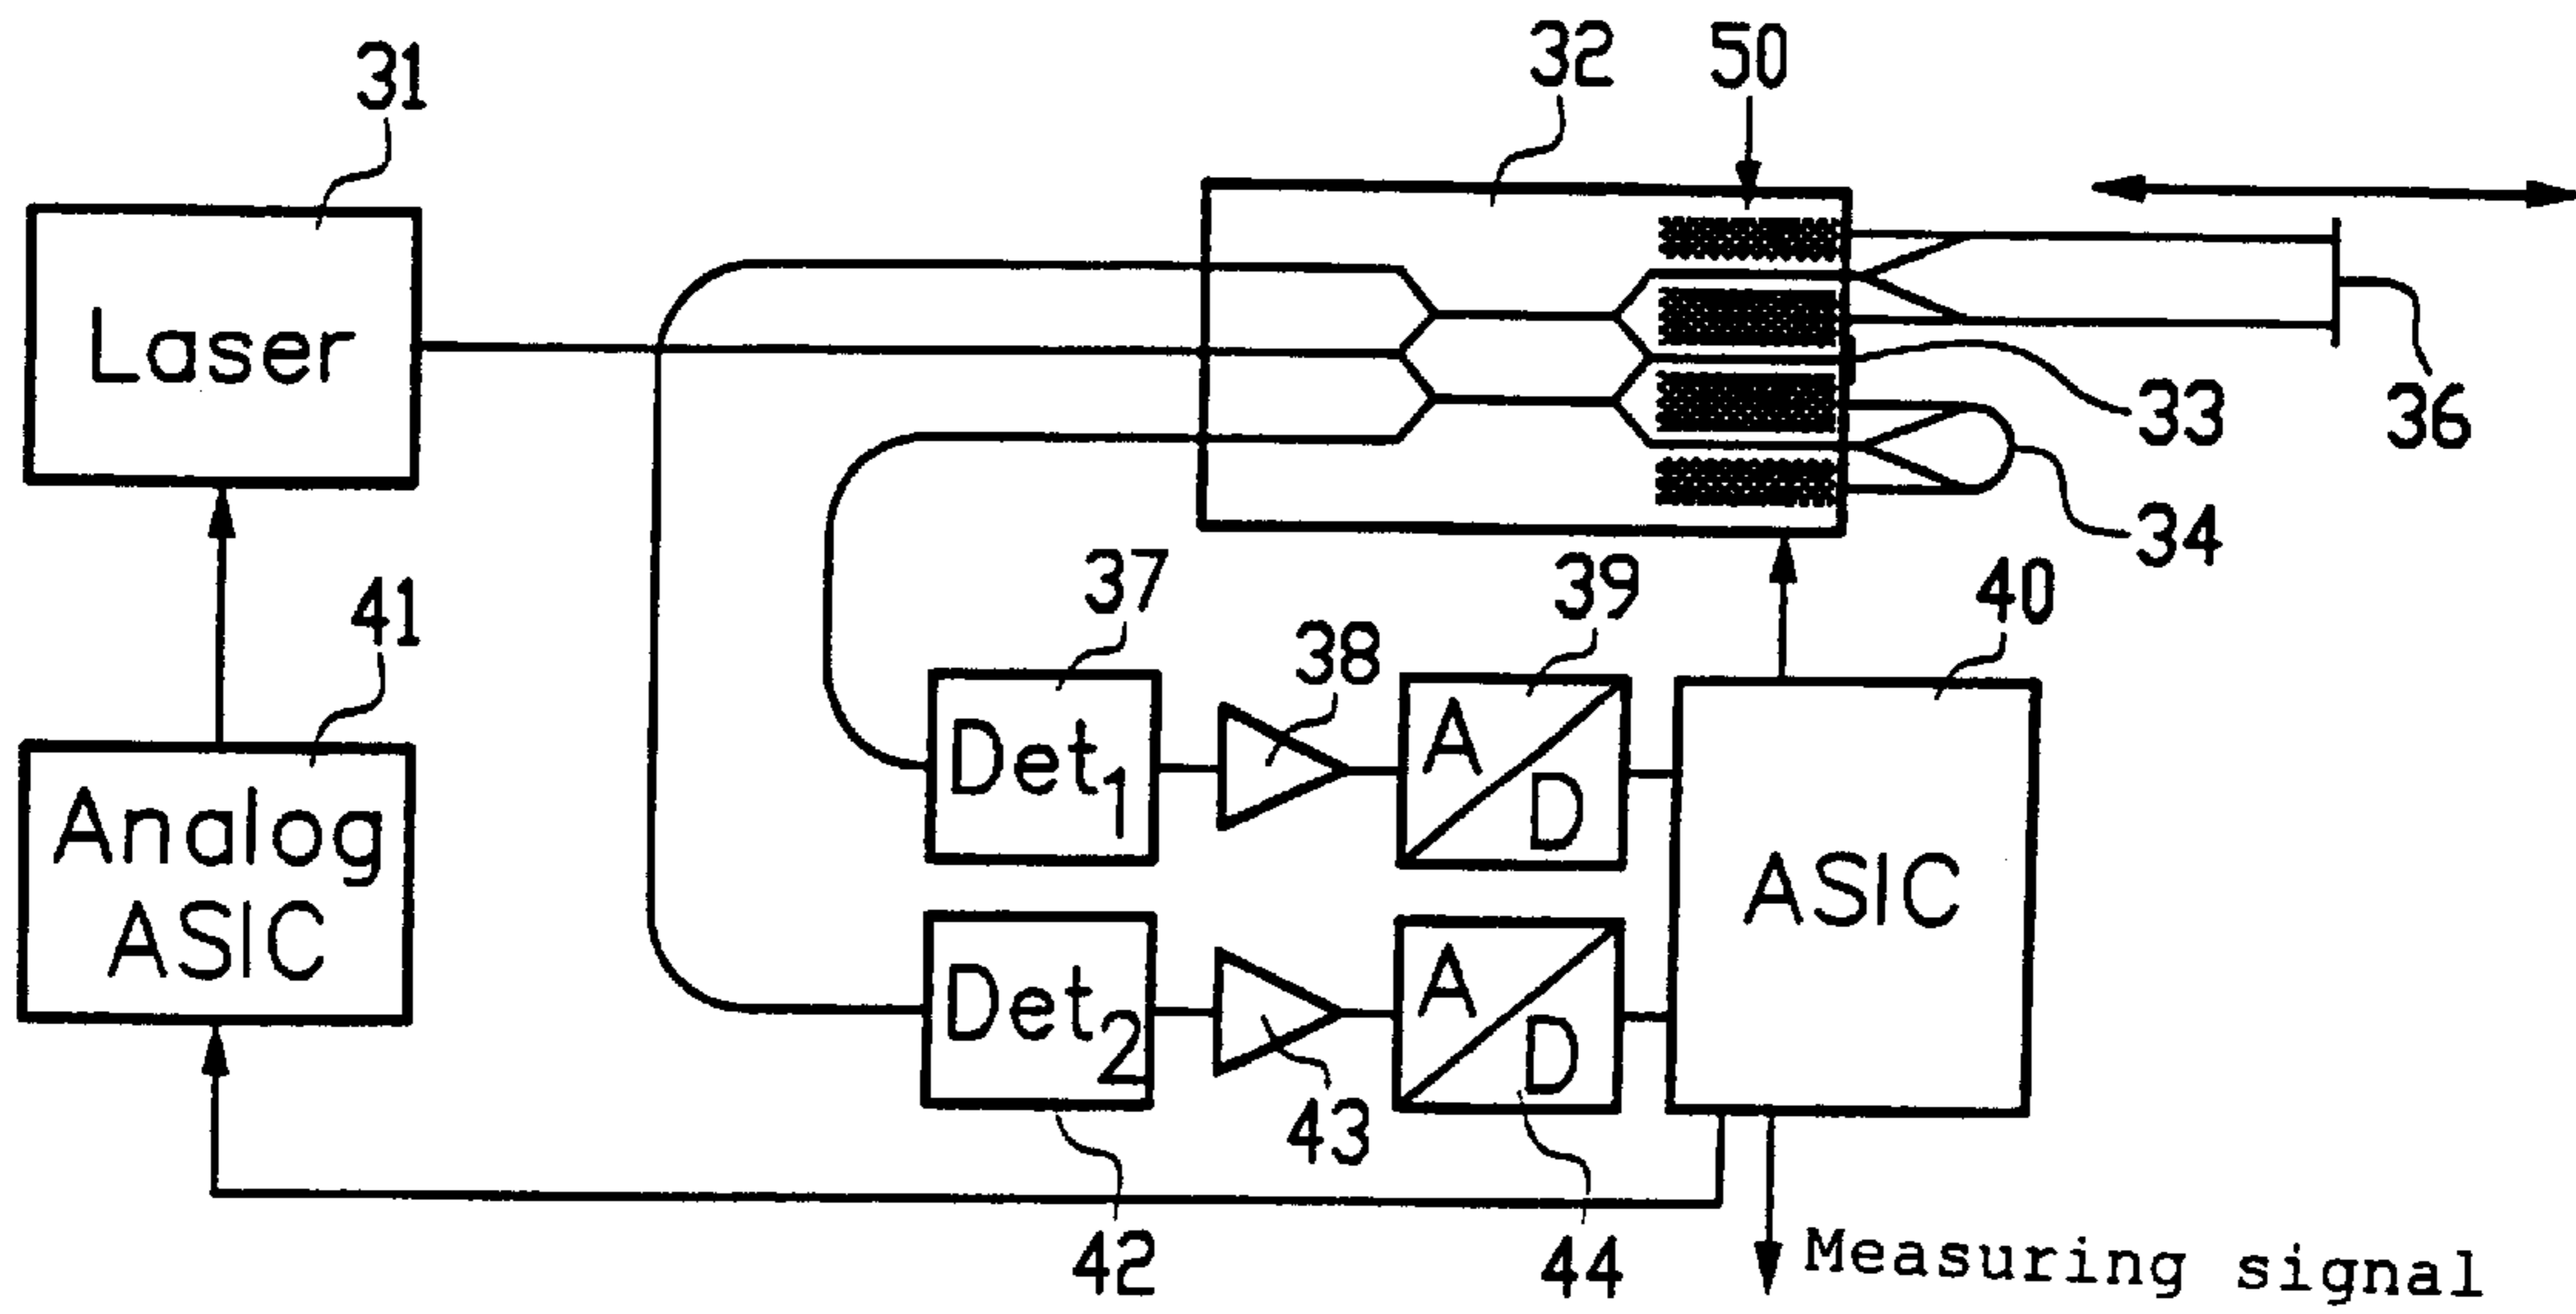 32
50
31
Laser
33
36
34
37
39
40
41
38
Det1
A
D
Analog
ASIC
ASIC
Det2
A
D
43
42
44
Measuring signal